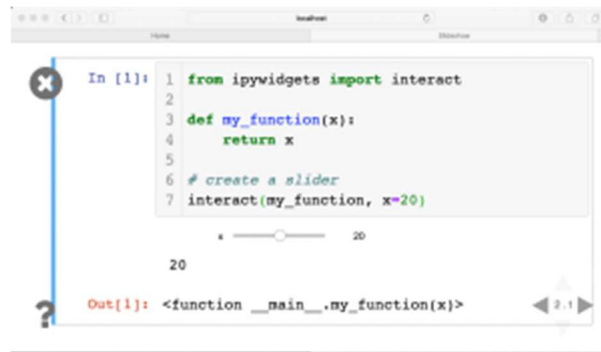 localhost
Home
Slideshow
In [1]:
1 from ipywidgets import interact
2
3 def my_function(x):
4     return x
5
6 # create a slider
7 interact(my_function, x=20)
x 20
20
Out[1]: <function __main__.my_function(x)>
2.1
?